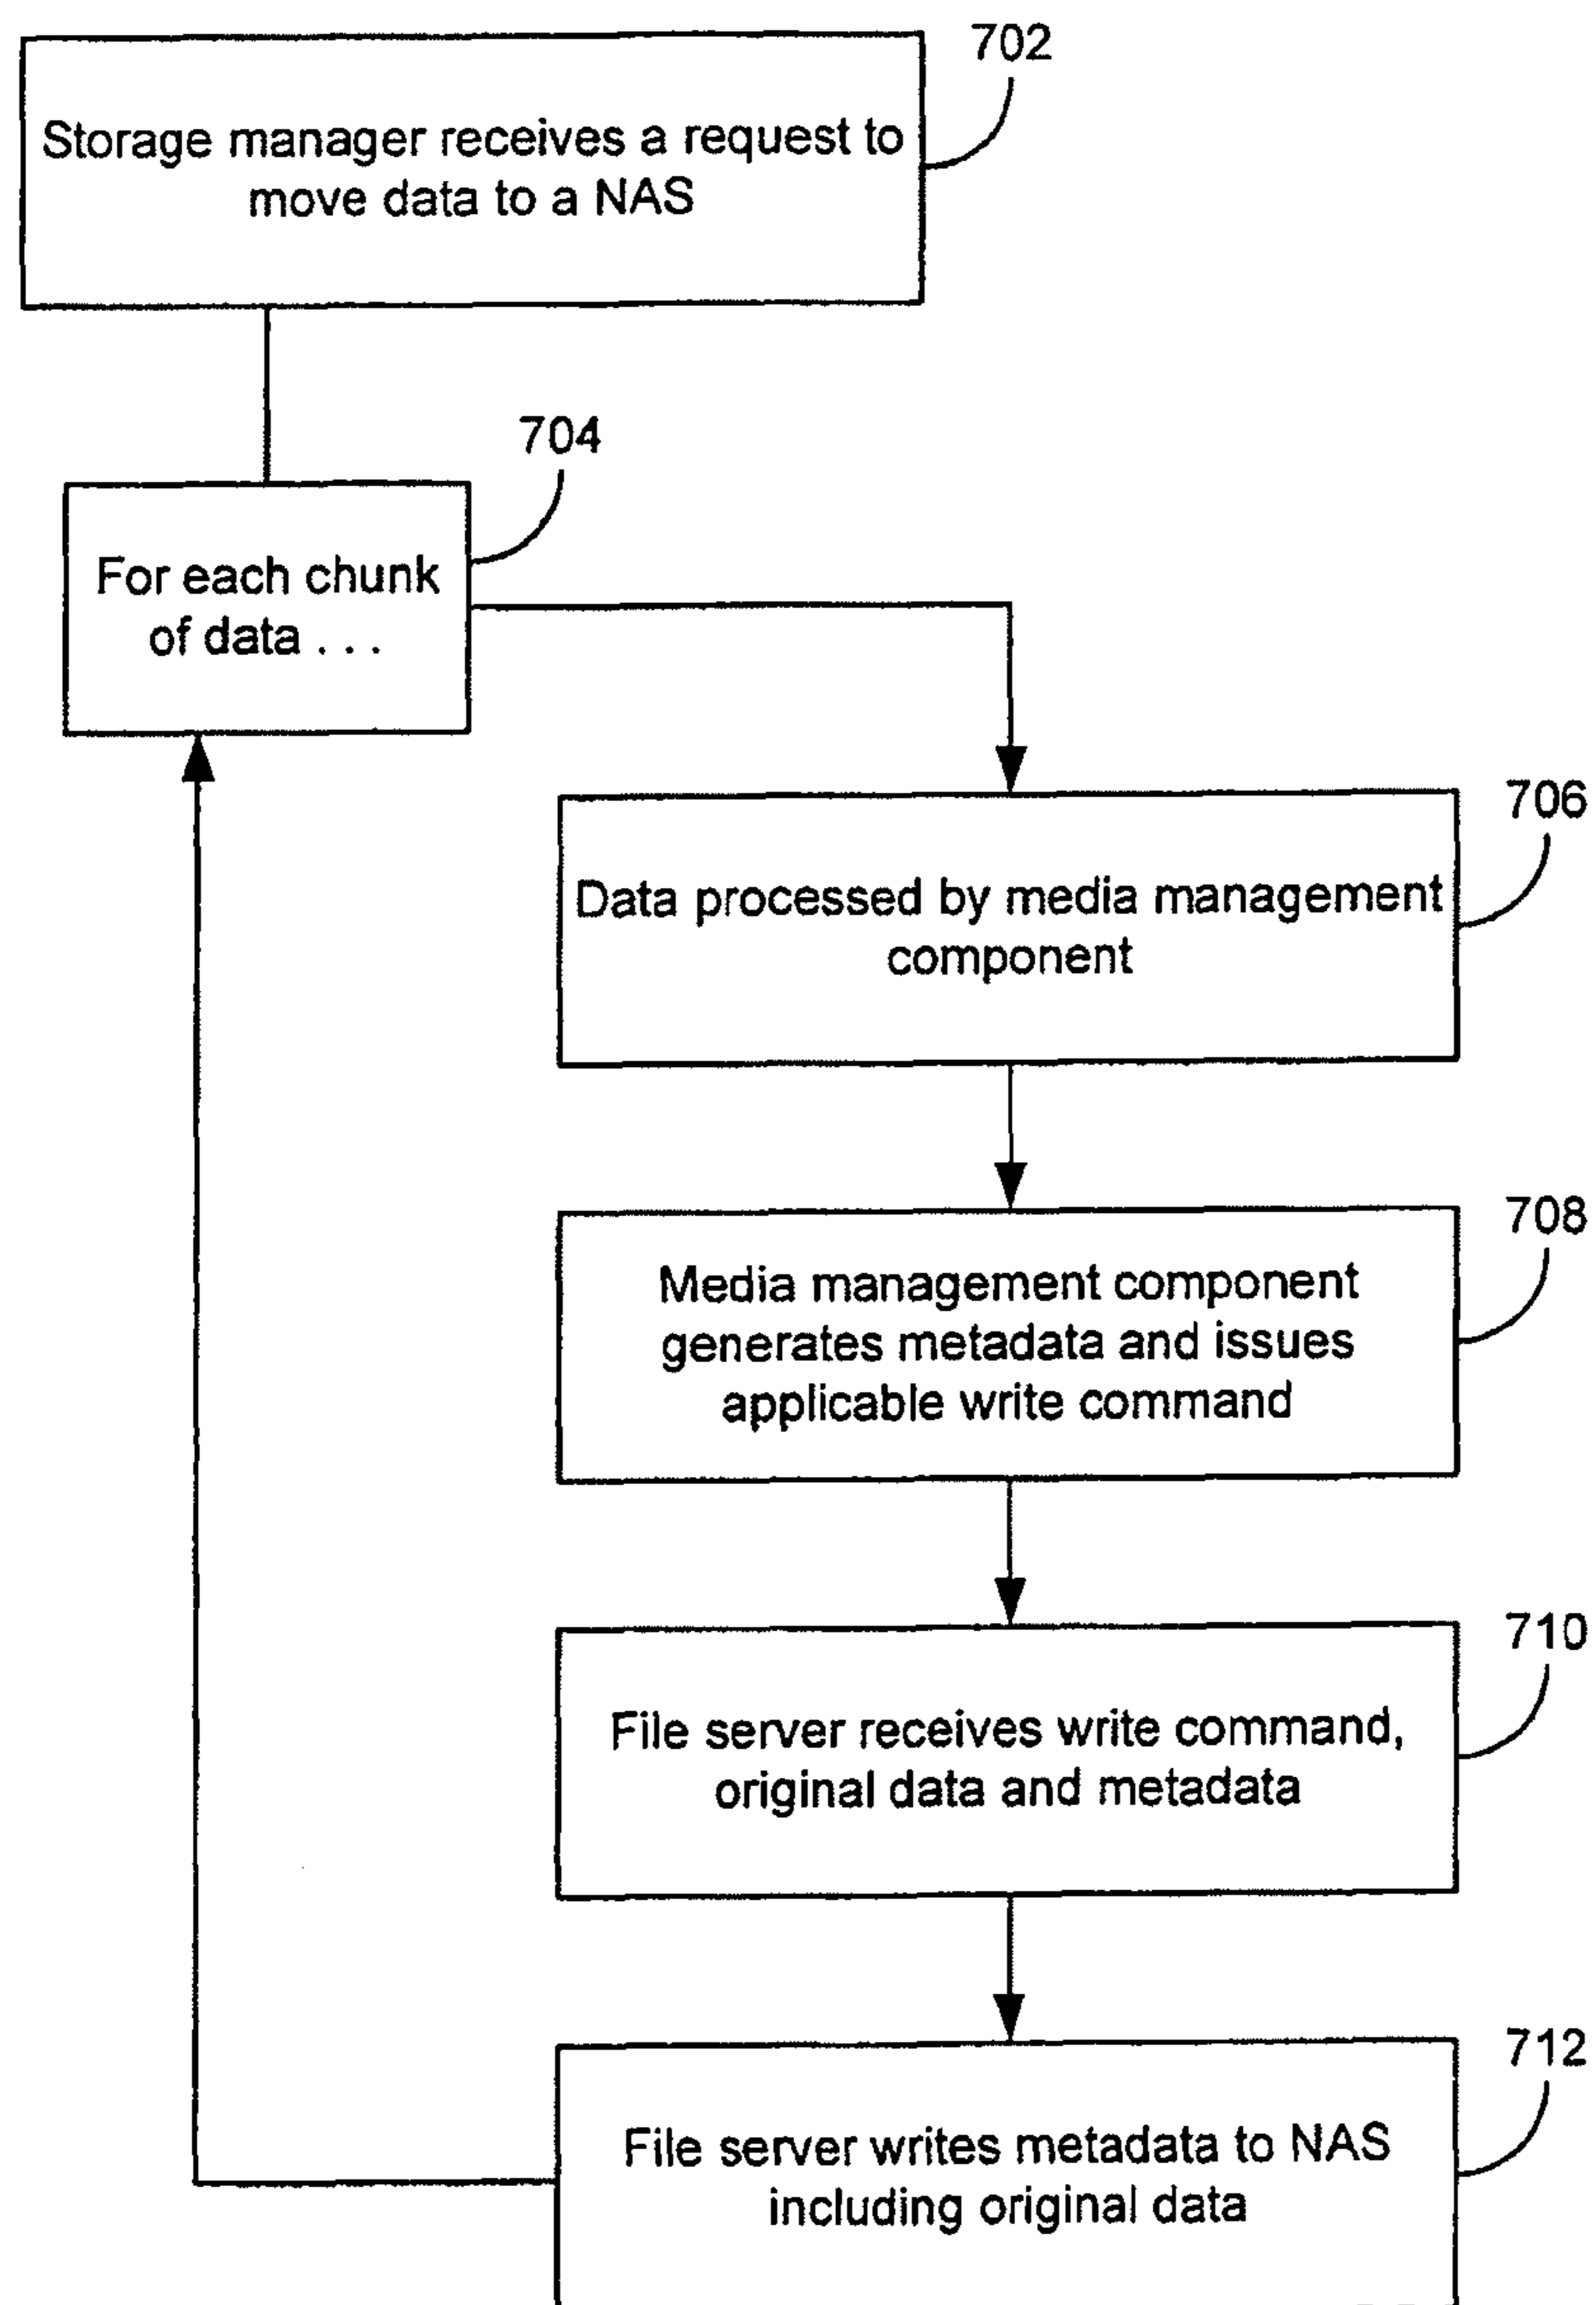 702
Storage manager receives a request to
move data to a NAS
704
For each chunk
of data . . .
706
Data processed by media management
component
708
Media management component
generates metadata and issues
applicable write command
710
File server receives write command,
original data and metadata
712
File server writes metadata to NAS
including original data